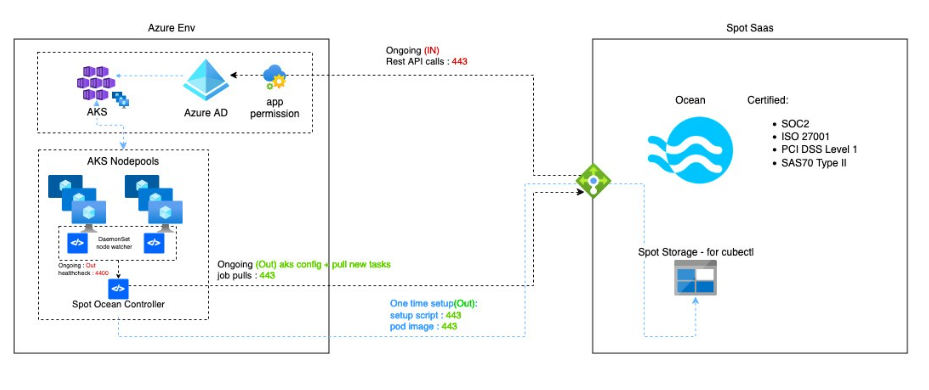 Azure Env
Spot Saas
Ongoing (IN)
Rest API calls : 443
AKS
Azure AD
app
permission
Ocean
Certified:
• SOC2
• ISO 27001
• PCI DSS Level 1
• SAS70 Type II
AKS Nodepools
DaemonSet
node watcher
Ongoing : Out
healthcheck : 4400
Spot Ocean Controller
Ongoing (Out) aks config + pull new tasks
job pulls : 443
Spot Storage - for cubectl
One time setup(Out):
setup script : 443
pod image : 443